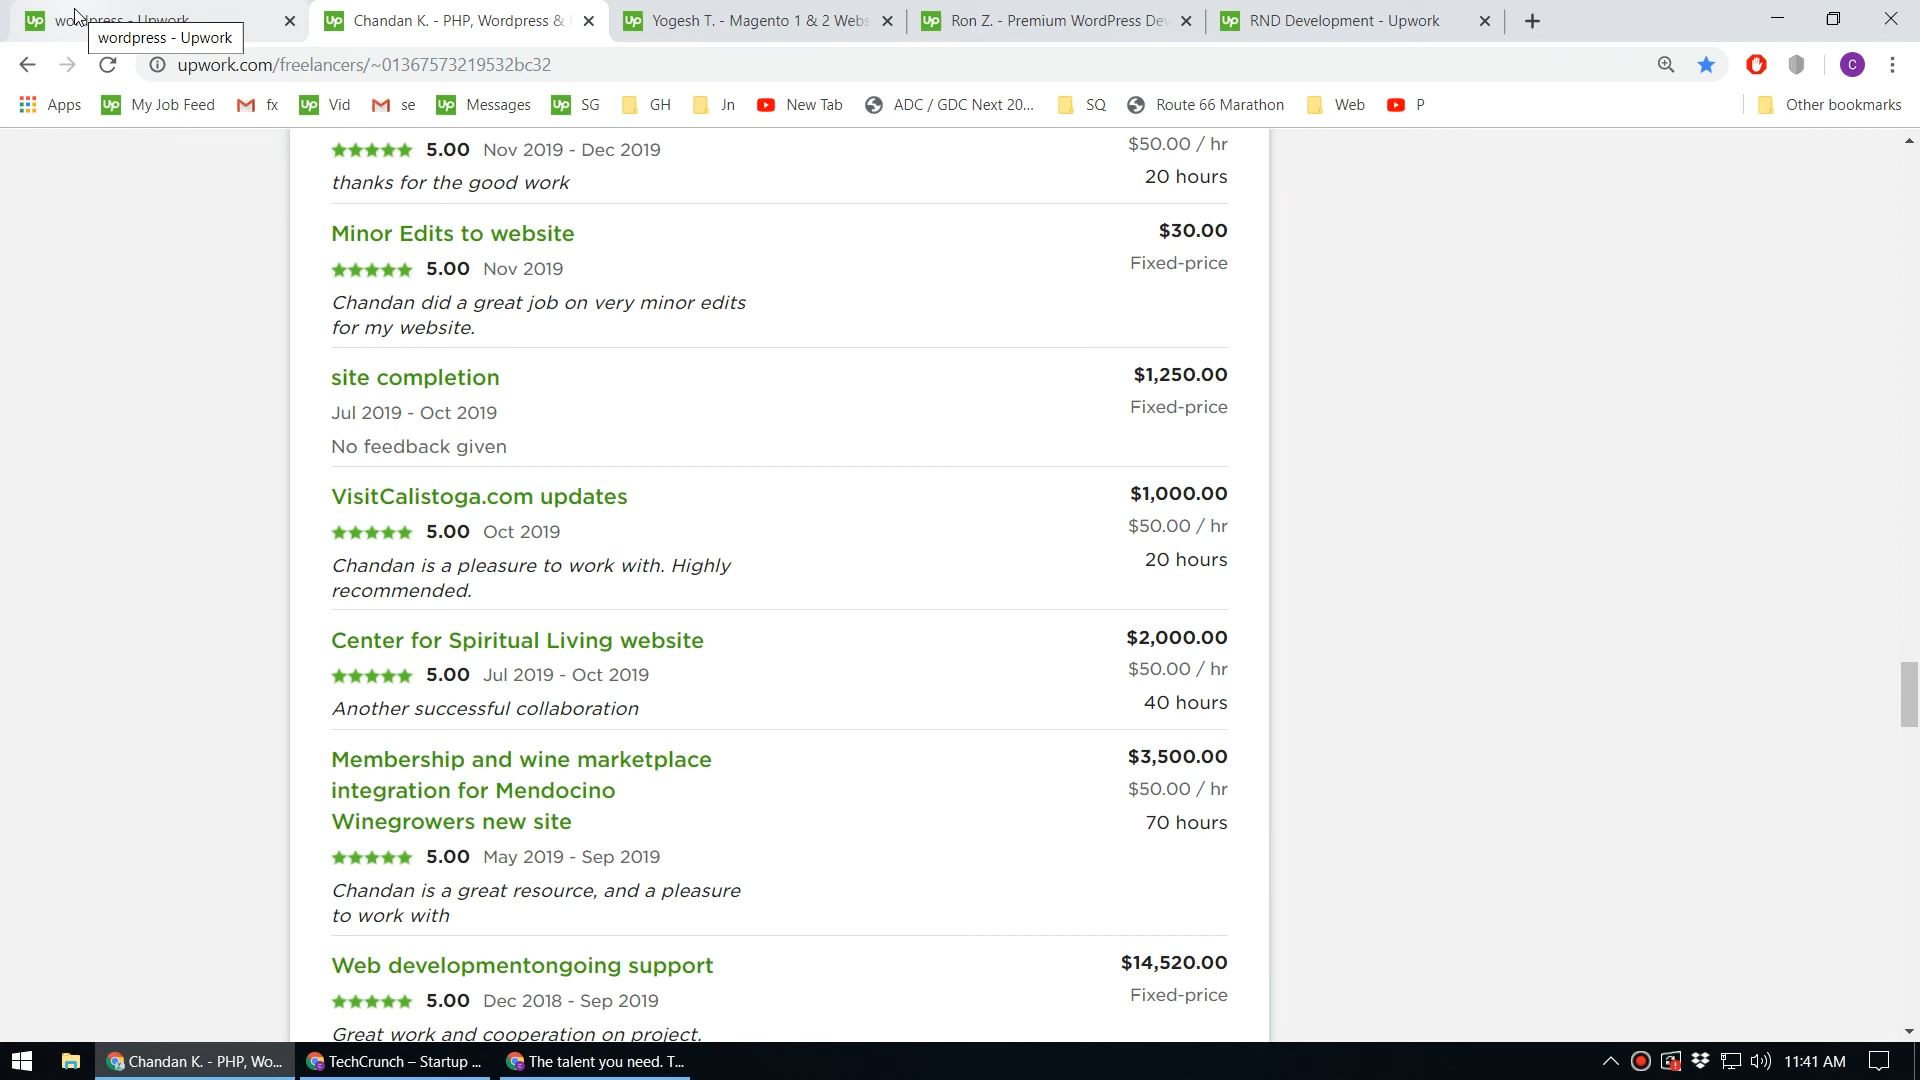 wordpress - Upwork
Chandan K. - PHP, Wordpress &
Yogesh T. - Magento 1 & 2 Webs
Ron Z. - Premium WordPress Dev
RND Development - Upwork
wordpress - Upwork
upwork.com/freelancers/~01367573219532bc32
C
Apps
My Job Feed
fx
Vid
se
Messages
SG
GH
Jn
New Tab
ADC / GDC Next 20...
SQ
Route 66 Marathon
Web
P
Other bookmarks
5.00 Nov 2019 - Dec 2019
$50.00 / hr
thanks for the good work
20 hours
Minor Edits to website
$30.00
5.00 Nov 2019
Fixed-price
Chandan did a great job on very minor edits
for my website.
site completion
$1,250.00
Jul 2019 - Oct 2019
Fixed-price
No feedback given
VisitCalistoga.com updates
$1,000.00
5.00 Oct 2019
$50.00 / hr
Chandan is a pleasure to work with. Highly
20 hours
recommended.
Center for Spiritual Living website
$2,000.00
5.00 Jul 2019 - Oct 2019
$50.00 / hr
Another successful collaboration
40 hours
Membership and wine marketplace
$3,500.00
integration for Mendocino
$50.00 / hr
Winegrowers new site
70 hours
5.00 May 2019 - Sep 2019
Chandan is a great resource, and a pleasure
to work with
Web developmentongoing support
$14,520.00
5.00 Dec 2018 - Sep 2019
Fixed-price
Great work and cooperation on project.
Chandan K. - PHP, Wo...
TechCrunch – Startup ...
The talent you need. T...
11:41 AM